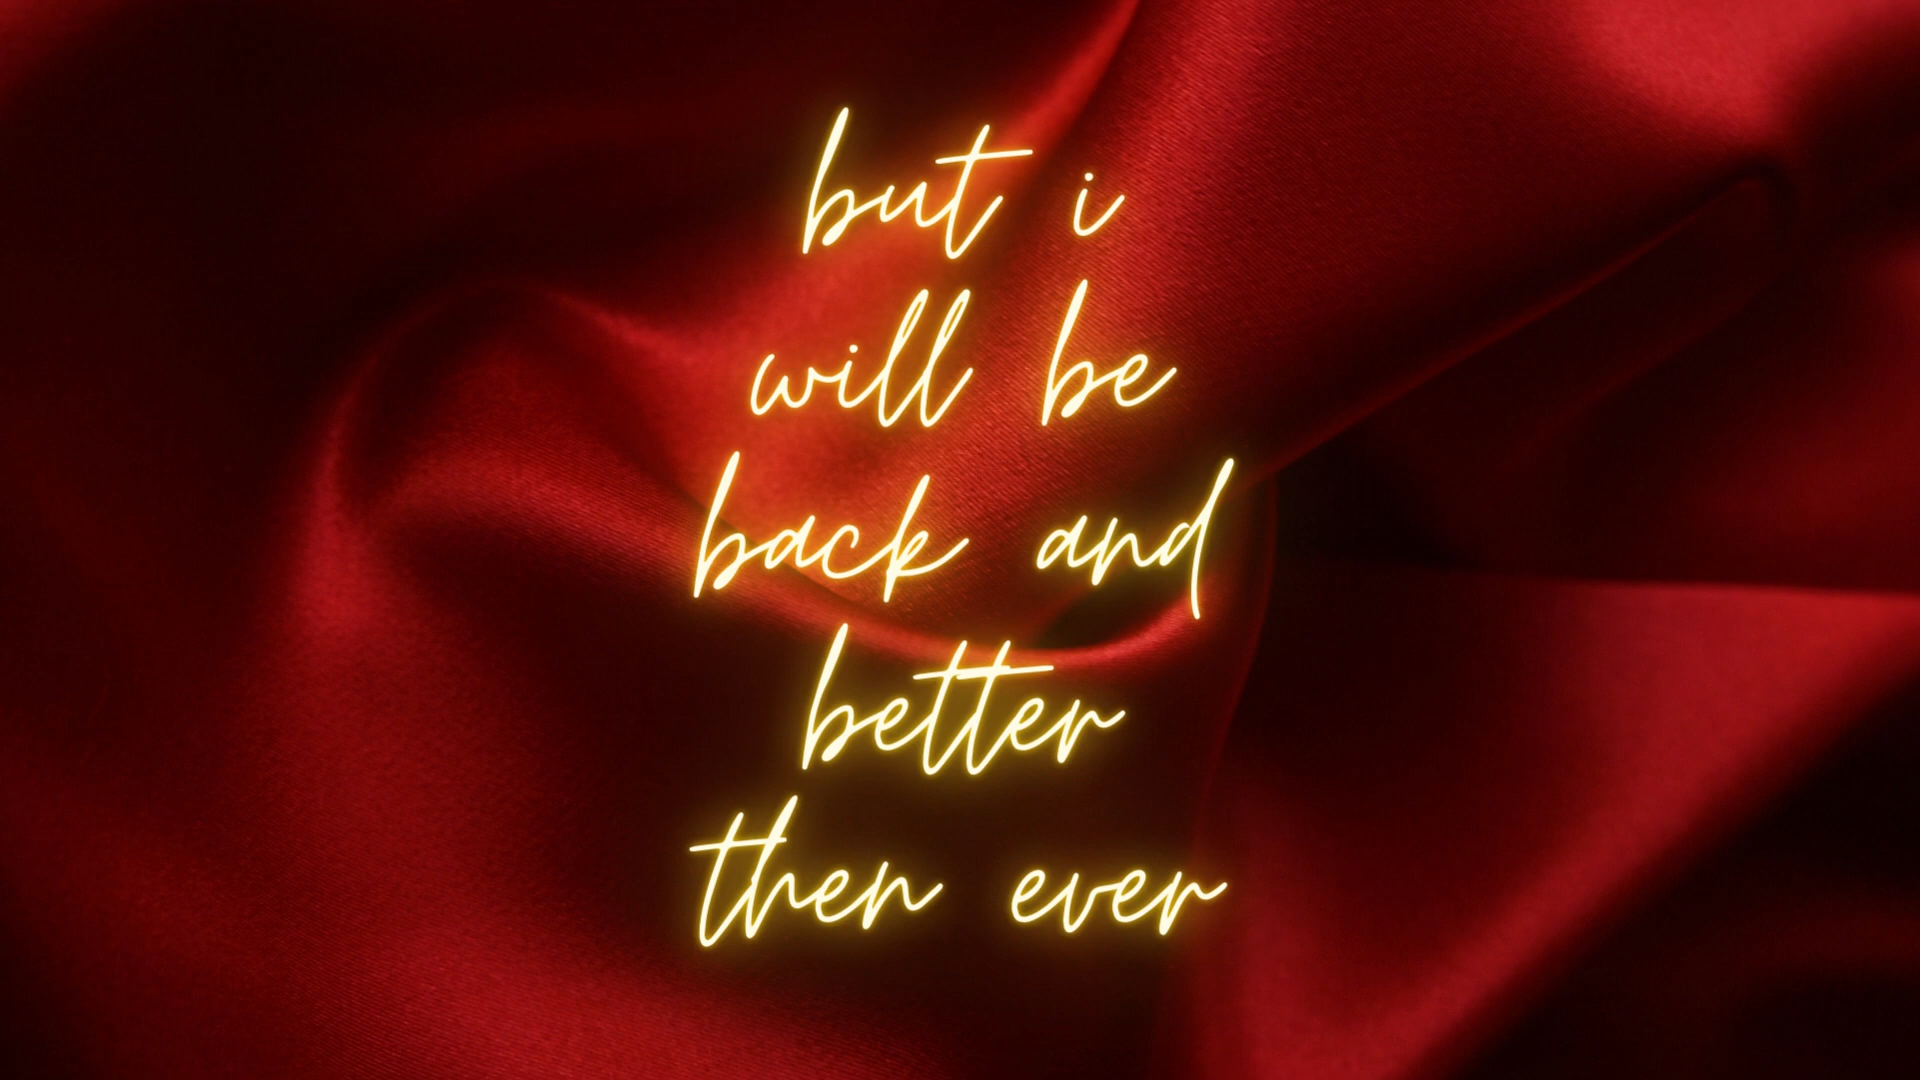 but i
will be
back and
better
then ever